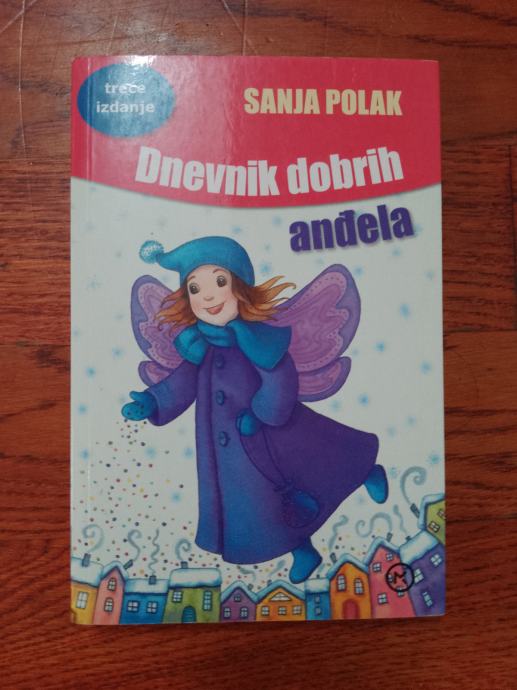 treće
izdanje
SANJA POLAK
Dnevnik dobrih
anđela